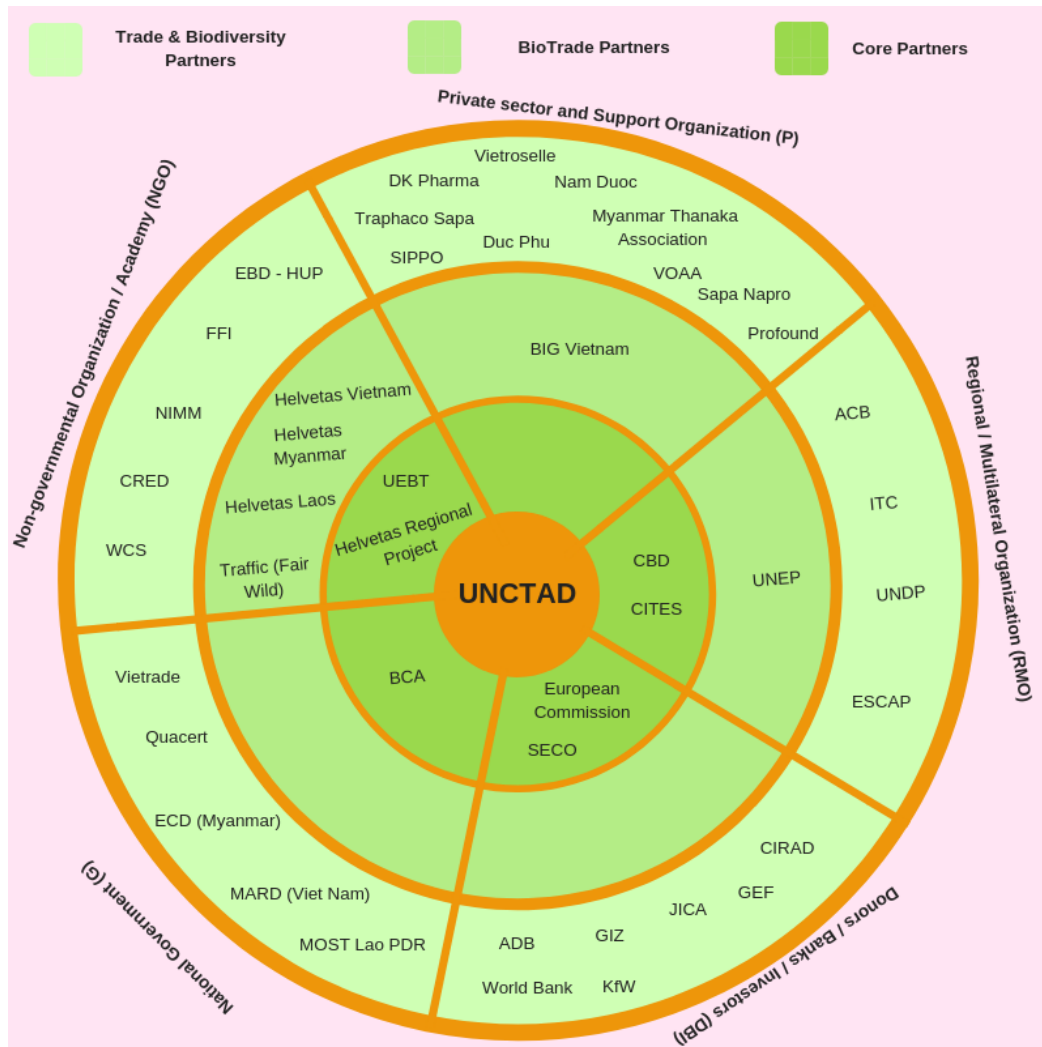 Trade & Biodiversity
Partners
BioTrade Partners
Core Partners
Private sector and Support Organization (P)
Vietroselle
DK Pharma
Nam Duoc
Traphaco Sapa
Myanmar Thanaka
Association
Duc Phu
SIPPO
VOAA
Sapa Napro
Profound
BIG Vietnam
Non-governmental Organization / Academy (NGO)
EBD - HUP
FFI
NIMM
CRED
WCS
Helvetas Vietnam
Helvetas
Myanmar
Helvetas Laos
Traffic (Fair
Wild)
UEBT
Helvetas Regional
Project
UNCTAD
Regional / Multilateral Organization (RMO)
ACB
ITC
UNDP
ESCAP
UNEP
CBD
CITES
National Government (G)
Vietrade
Quacert
ECD (Myanmar)
MARD (Viet Nam)
MOST Lao PDR
BCA
European
Commission
SECO
Donors / Banks / Investors (DBI)
CIRAD
GEF
JICA
GIZ
ADB
World Bank
KfW